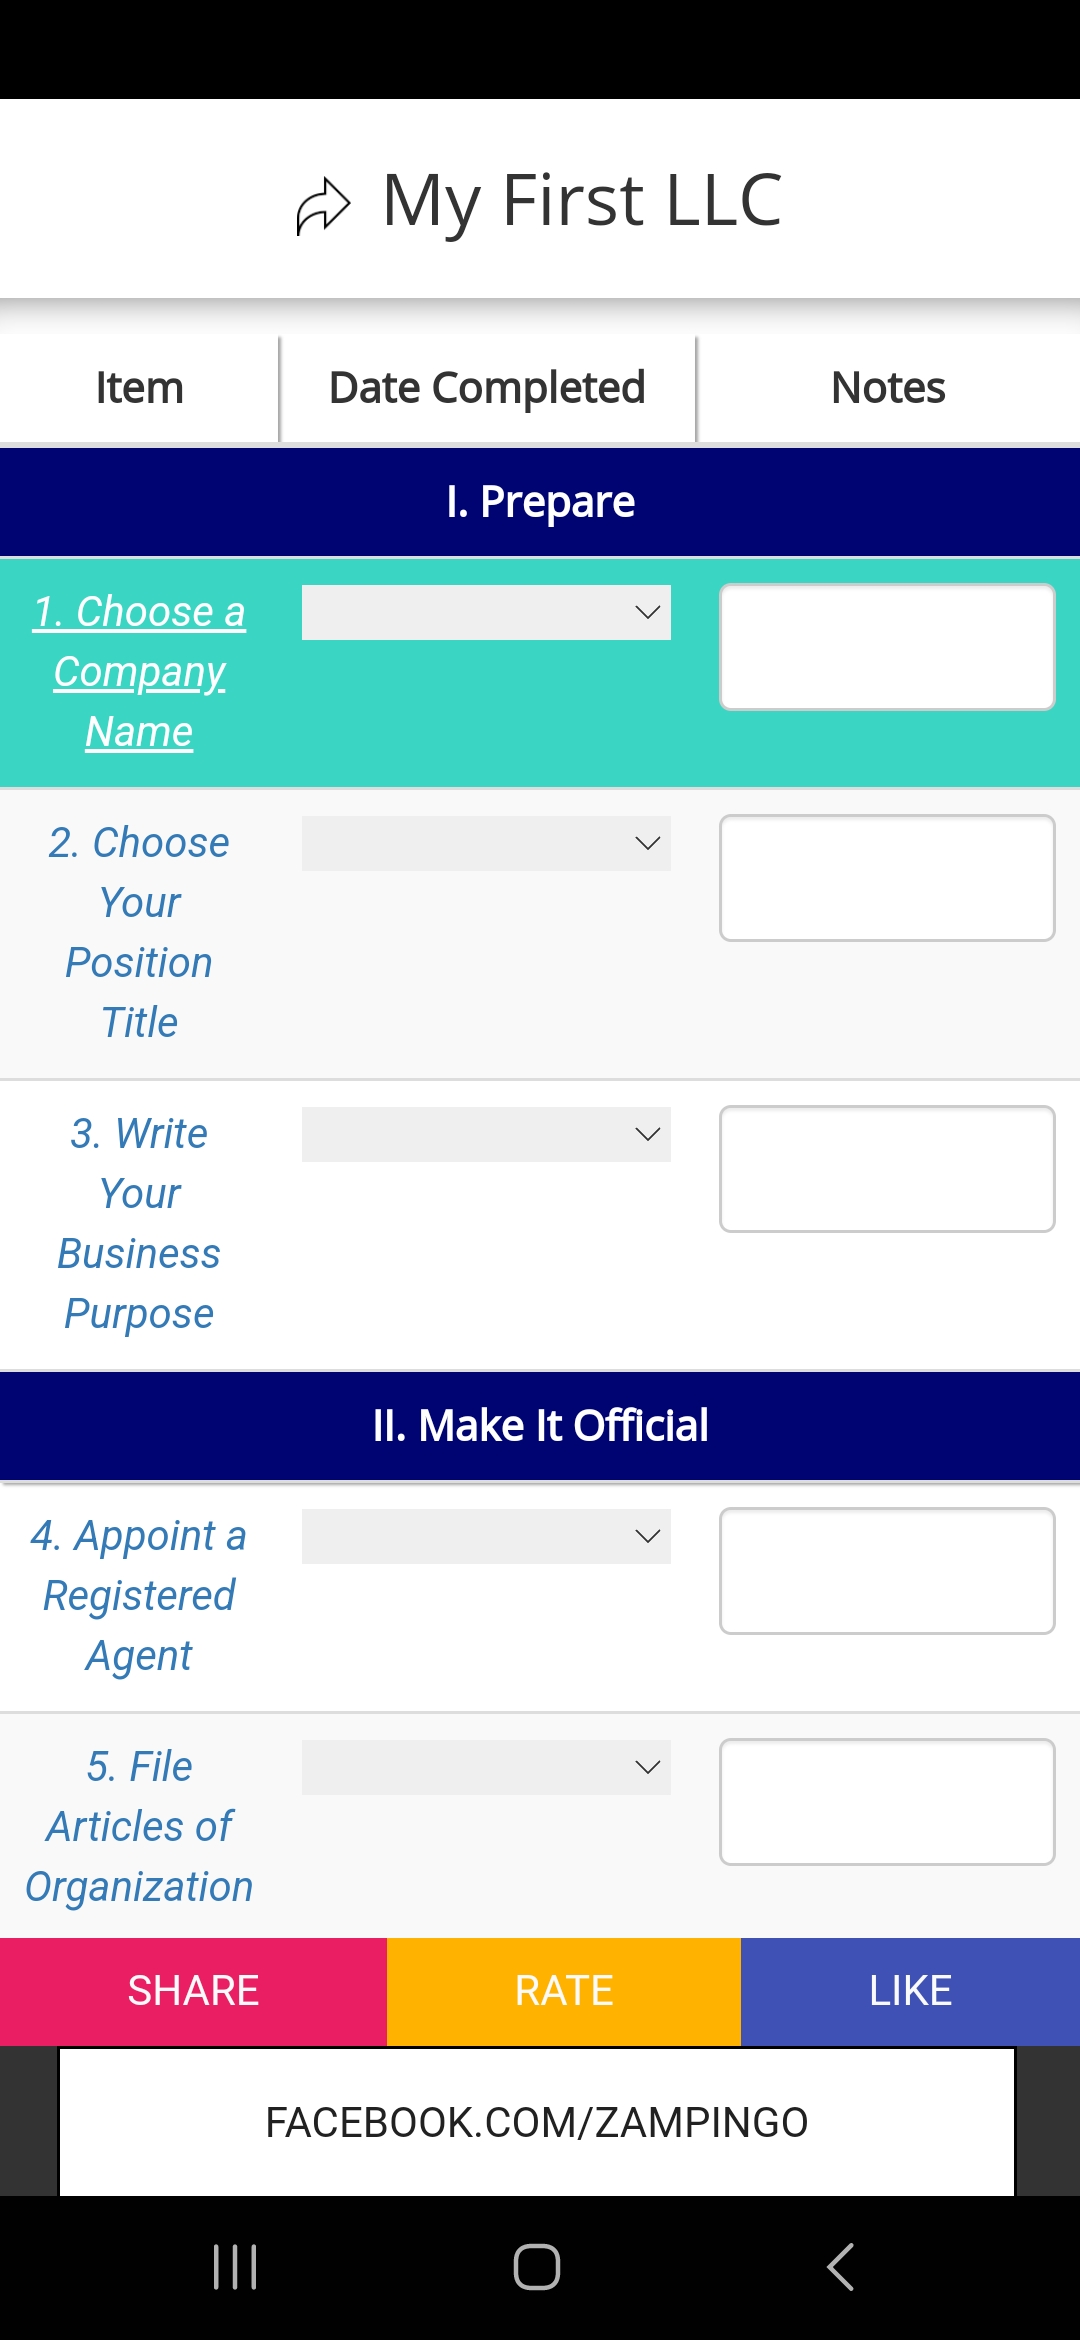 My First LLC
Item Date Completed Notes
I. Prepare
1. Choose a
Company
Name
2. Choose
Your
Position
Title
3. Write
Your
Business
Purpose
II. Make It Official
4. Appoint a
Registered
Agent
5. File
Articles of
Organization
SHARE RATE LIKE
FACEBOOK.COM/ZAMPINGO